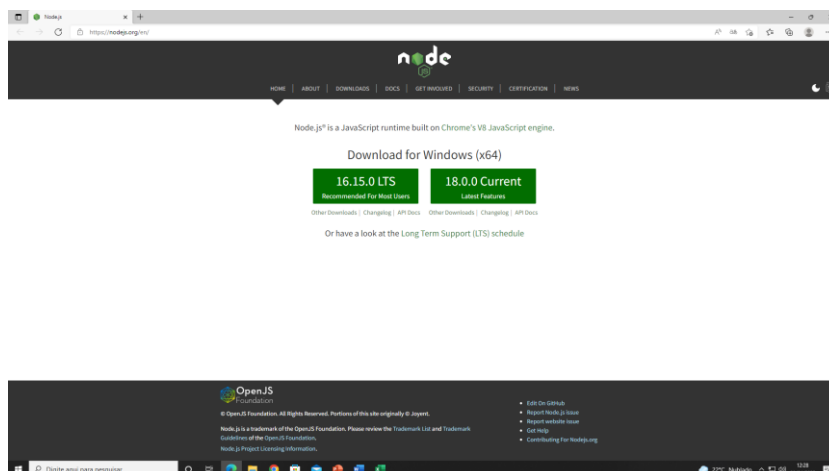 Node.js
https://nodejs.org/en/
node
JS
HOME | ABOUT | DOWNLOADS | DOCS | GET INVOLVED | SECURITY | CERTIFICATION | NEWS
Node.js® is a JavaScript runtime built on Chrome's V8 JavaScript engine.
Download for Windows (x64)
16.15.0 LTS
Recommended For Most Users
18.0.0 Current
Latest Features
Other Downloads | Changelog | API Docs
Other Downloads | Changelog | API Docs
Or have a look at the Long Term Support (LTS) schedule
OpenJS
Foundation
© OpenJS Foundation. All Rights Reserved. Portions of this site originally © Joyent.
Node.js is a trademark of the OpenJS Foundation. Please review the Trademark List and Trademark
Guidelines of the OpenJS Foundation.
Node.js Project Licensing Information.
Edit On GitHub
Report Node.js issue
Report website issue
Get Help
Contributing For Nodejs.org
Digite aqui para pesquisar
22°C Nublado
12:28